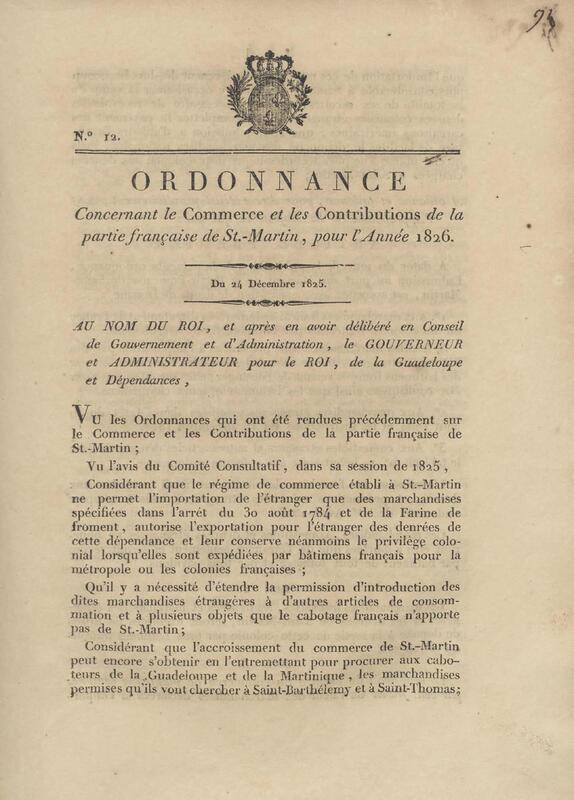 N.o 12.
ORDONNANCE
Concernant le Commerce et les Contributions de la
partie française de St.-Martin, pour l'Année 1826.
Du 24 Décembre 1825.
AU NOM DU ROI, et après en avoir délibéré en Conseil
de Gouvernement et d'Administration, le GOUVERNEUR
et ADMINISTRATEUR pour le ROI, de la Guadeloupe
et Dépendances,
Vu les Ordonnances qui ont été rendues précédemment sur
le Commerce et les Contributions de la partie française de
St.-Martin;
Vu l'avis du Comité Consultatif, dans sa session de 1825,
Considérant que le régime de commerce établi à St.-Martin
ne permet l'importation de l'étranger que des marchandises
spécifiées dans l'arrêt du 30 août 1784 et de la Farine de
froment, autorise l'exportation pour l'étranger des denrées de
cette dépendance et leur conserve néanmoins le privilège colo-
nial lorsqu'elles sont expédiées par bâtimens français pour la
métropole ou les colonies françaises;
Qu'il y a nécessité d'étendre la permission d'introduction des
dites marchandises étrangères à d'autres articles de consom-
mation et à plusieurs objets que le cabotage français n'apporte
pas de St.-Martin;
Considérant que l'accroissement du commerce de St.-Martin
peut encore s'obtenir en l'entremettant pour procurer aux cabo-
teurs de la Guadeloupe et de la Martinique, les marchandises
permises qu'ils vont chercher à Saint-Barthélemy et à Saint-Thomas;